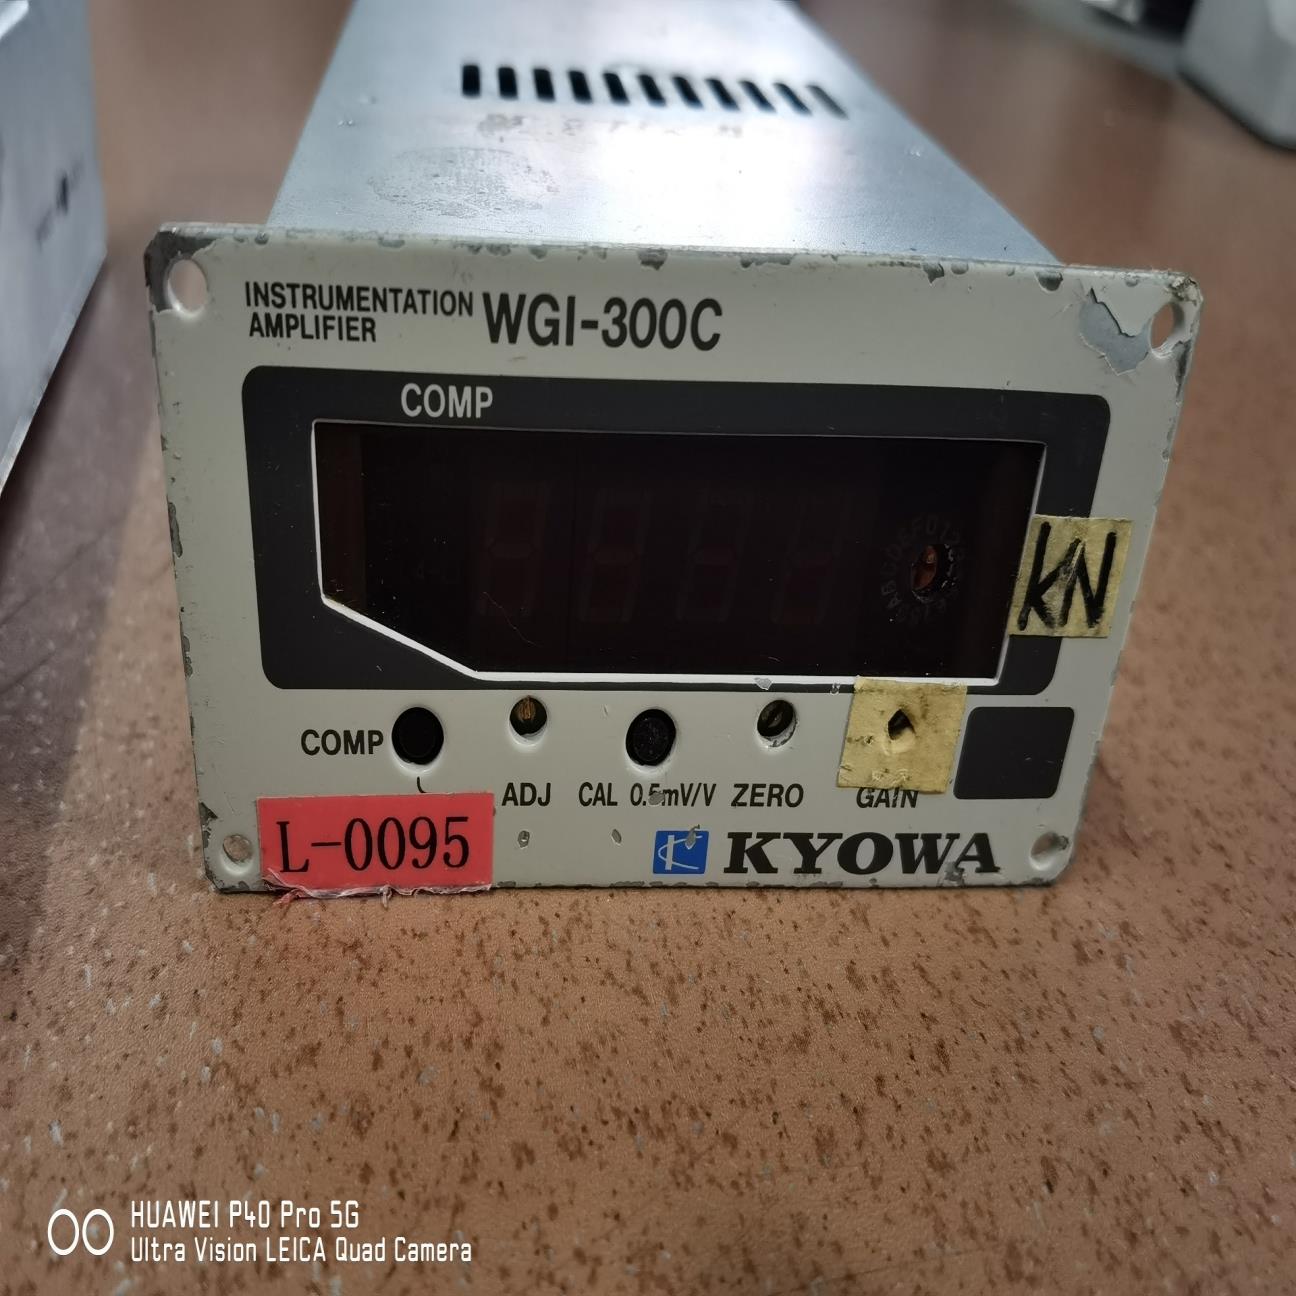 INSTRUMENTATION
AMPLIFIER
WGI-300C
COMP
KN
COMP
ADJ
CAL 0.5mV/V
ZERO
GAIN
L-0095
KYOWA
HUAWEI P40 Pro 5G
Ultra Vision LEICA Quad Camera